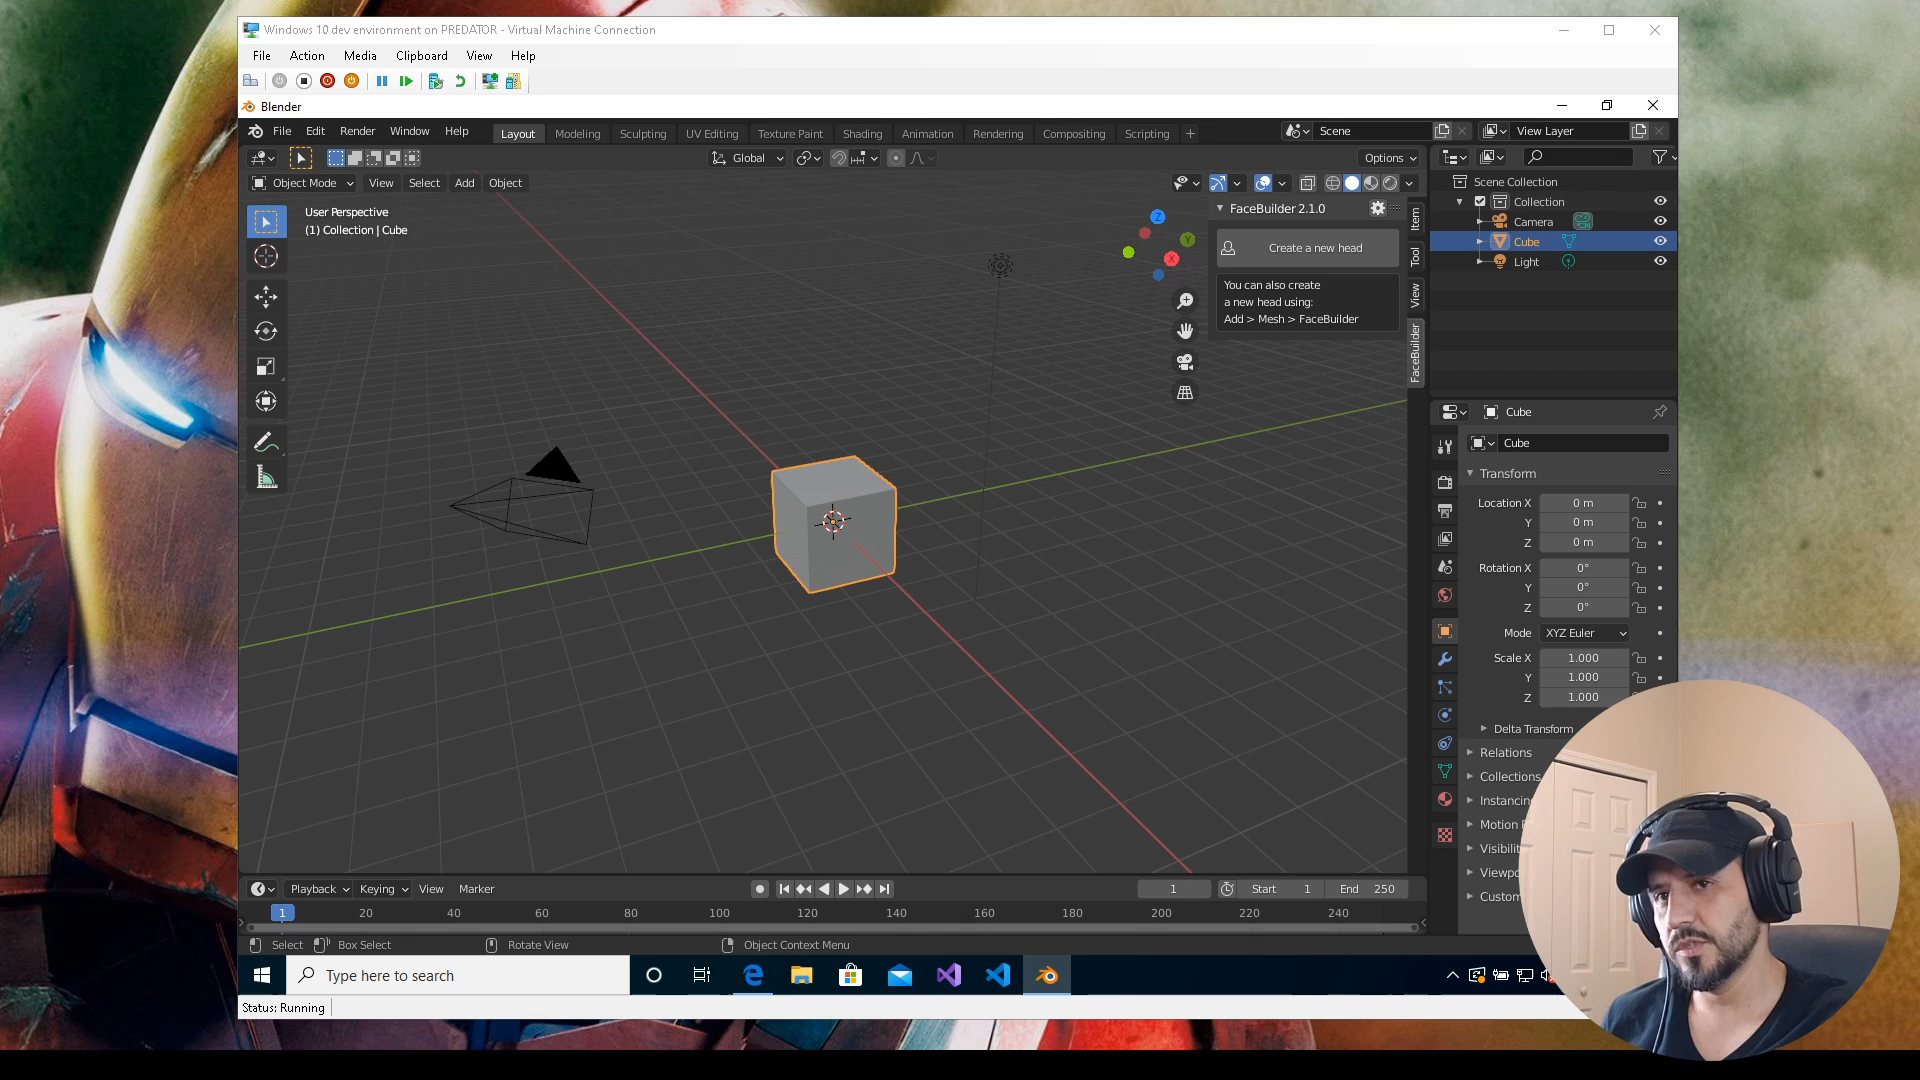 Windows 10 dev environment on PREDATOR - Virtual Machine Connection
File Action Media Clipboard View Help
Blender
File Edit Render Window Help
Layout Modeling Sculpting UV Editing Texture Paint Shading Animation Rendering Compositing Scripting +
Scene
View Layer
Global
Options
Object Mode View Select Add Object
User Perspective
(1) Collection | Cube
Z
Y
X
FaceBuilder 2.1.0
Create a new head
You can also create
a new head using:
Add > Mesh > FaceBuilder
Item
Tool
View
FaceBuilder
Scene Collection
Collection
Camera
Cube
Light
Cube
Cube
Transform
Location X 0 m
Y 0 m
Z 0 m
Rotation X 0°
Y 0°
Z 0°
Mode XYZ Euler
Scale X 1.000
Y 1.000
Z 1.000
Delta Transform
Relations
Collections
Instancing
Motion
Visibili
Viewpo
Custom
Playback Keying View Marker
1
Start 1
End 250
1 20 40 60 80 100 120 140 160 180 200 220 240
Select Box Select Rotate View Object Context Menu
Type here to search
Status: Running